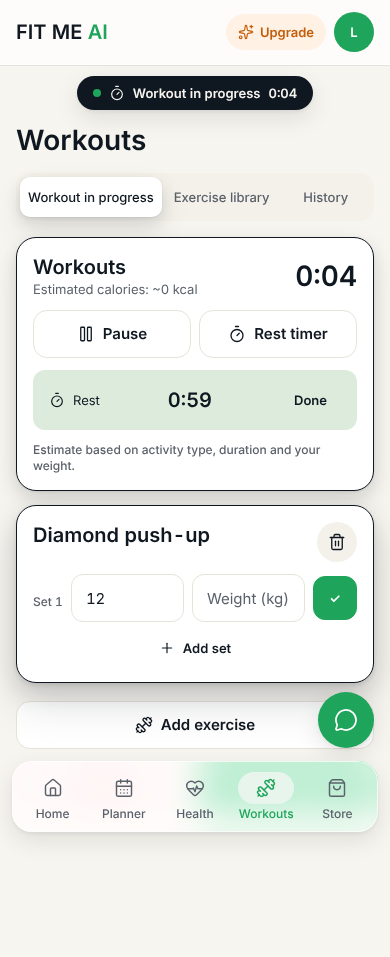 FIT ME AI
Upgrade
L
Workout in progress 0:04
Workouts
Workout in progress
Exercise library
History
Workouts
Estimated calories: ~0 kcal
0:04
Pause
Rest timer
Rest
0:59
Done
Estimate based on activity type, duration and your
weight.
Diamond push-up
Set 1
12
Weight (kg)
Add set
Add exercise
Home
Planner
Health
Workouts
Store